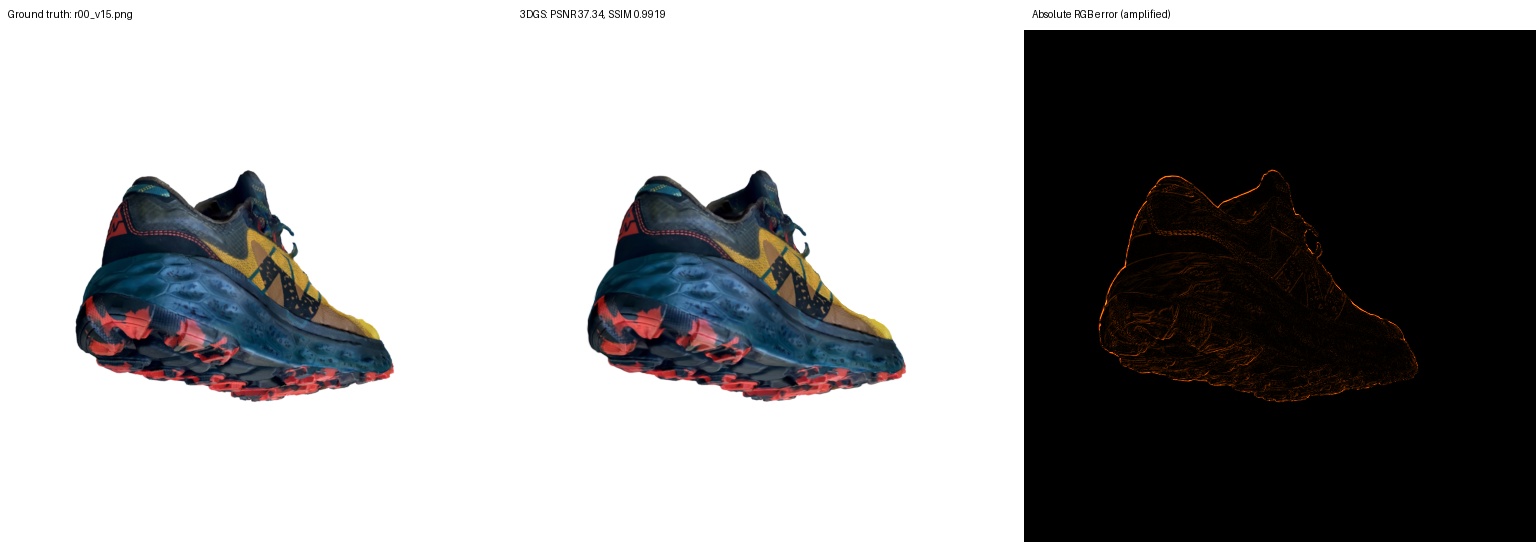 Ground truth: r00_v15.png
3DGS: PSNR 37.34, SSIM 0.9919
Absolute RGB error (amplified)